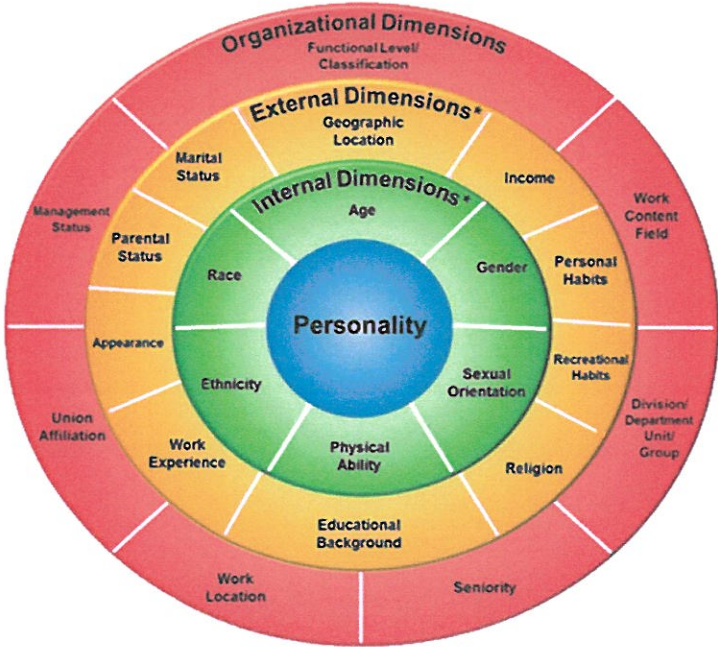 Organizational Dimensions
Functional Level/
Classification
External Dimensions*
Geographic
Location
Marital
Status
Income
Internal Dimensions*
Age
Management
Status
Work
Content
Field
Parental
Status
Race
Gender
Personal
Habits
Personality
Appearance
Ethnicity
Sexual
Orientation
Recreational
Habits
Union
Affiliation
Division/
Department
Unit/
Group
Work
Experience
Physical
Ability
Religion
Educational
Background
Work
Location
Seniority